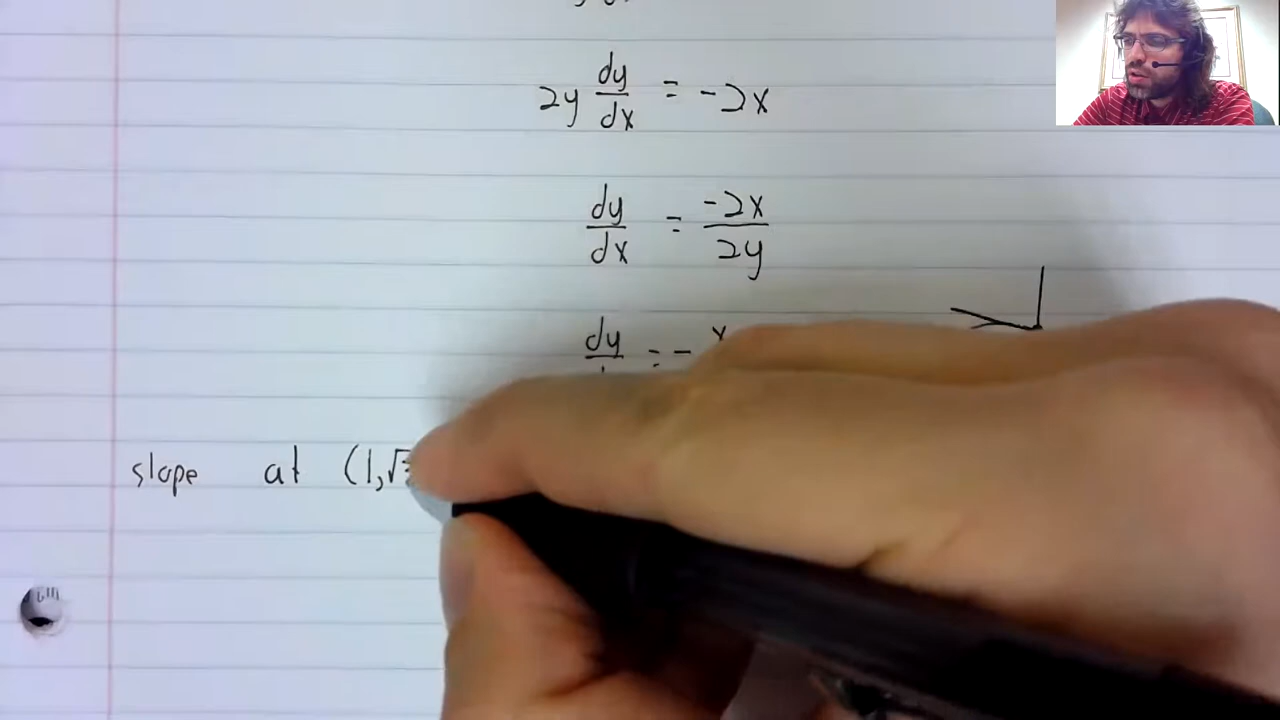 2y dy/dx = -2x
dy/dx = -2x/2y
dy = - x
slope at (1,√